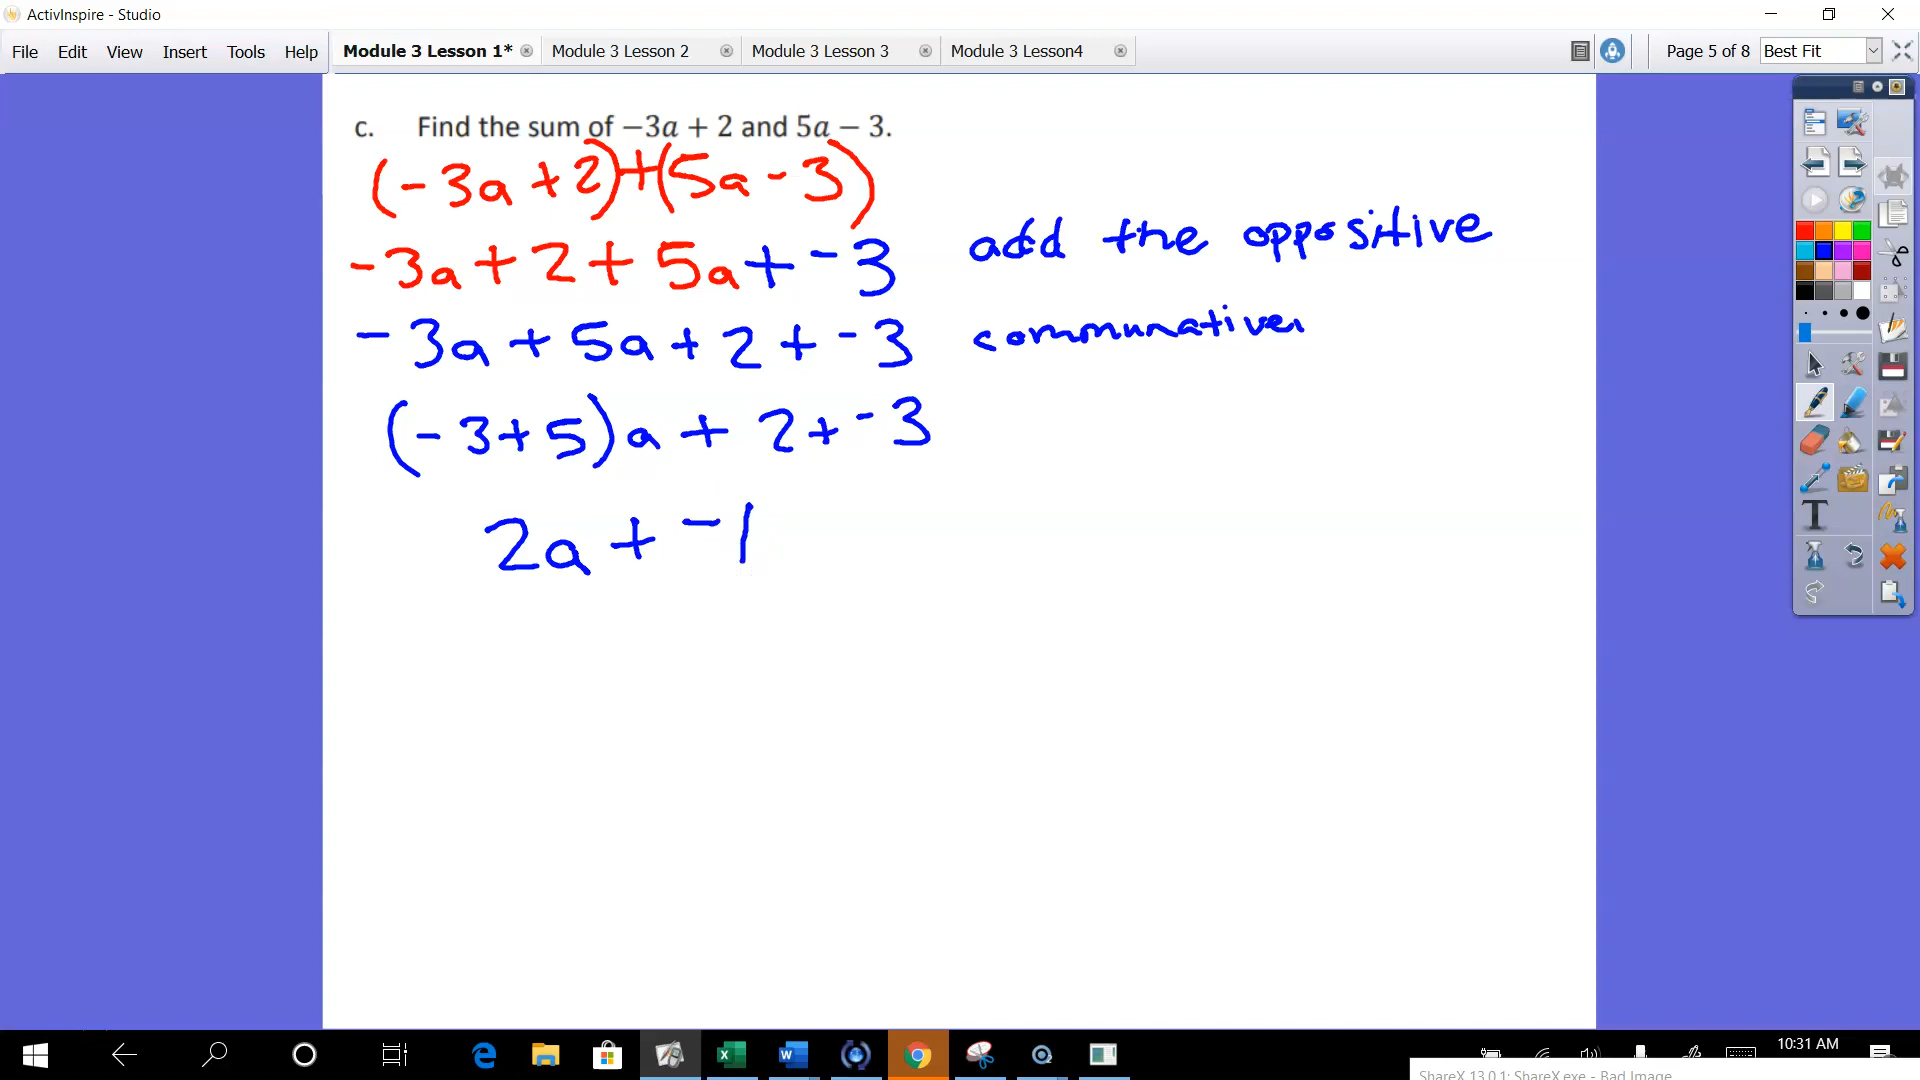 ActivInspire - Studio
File Edit View Insert Tools Help Module 3 Lesson 1* Module 3 Lesson 2 Module 3 Lesson 3 Module 3 Lesson4 Page 5 of 8 Best Fit
c. Find the sum of −3a + 2 and 5a − 3.
(-3a+2)+(5a-3)
-3a+2+5a+-3 add the oppositive
-3a+5a+2+-3 communative
(-3+5)a+2+-3
2a+-1
10:31 AM
ShareX 13.0.1: ShareX.exe - Bad Image